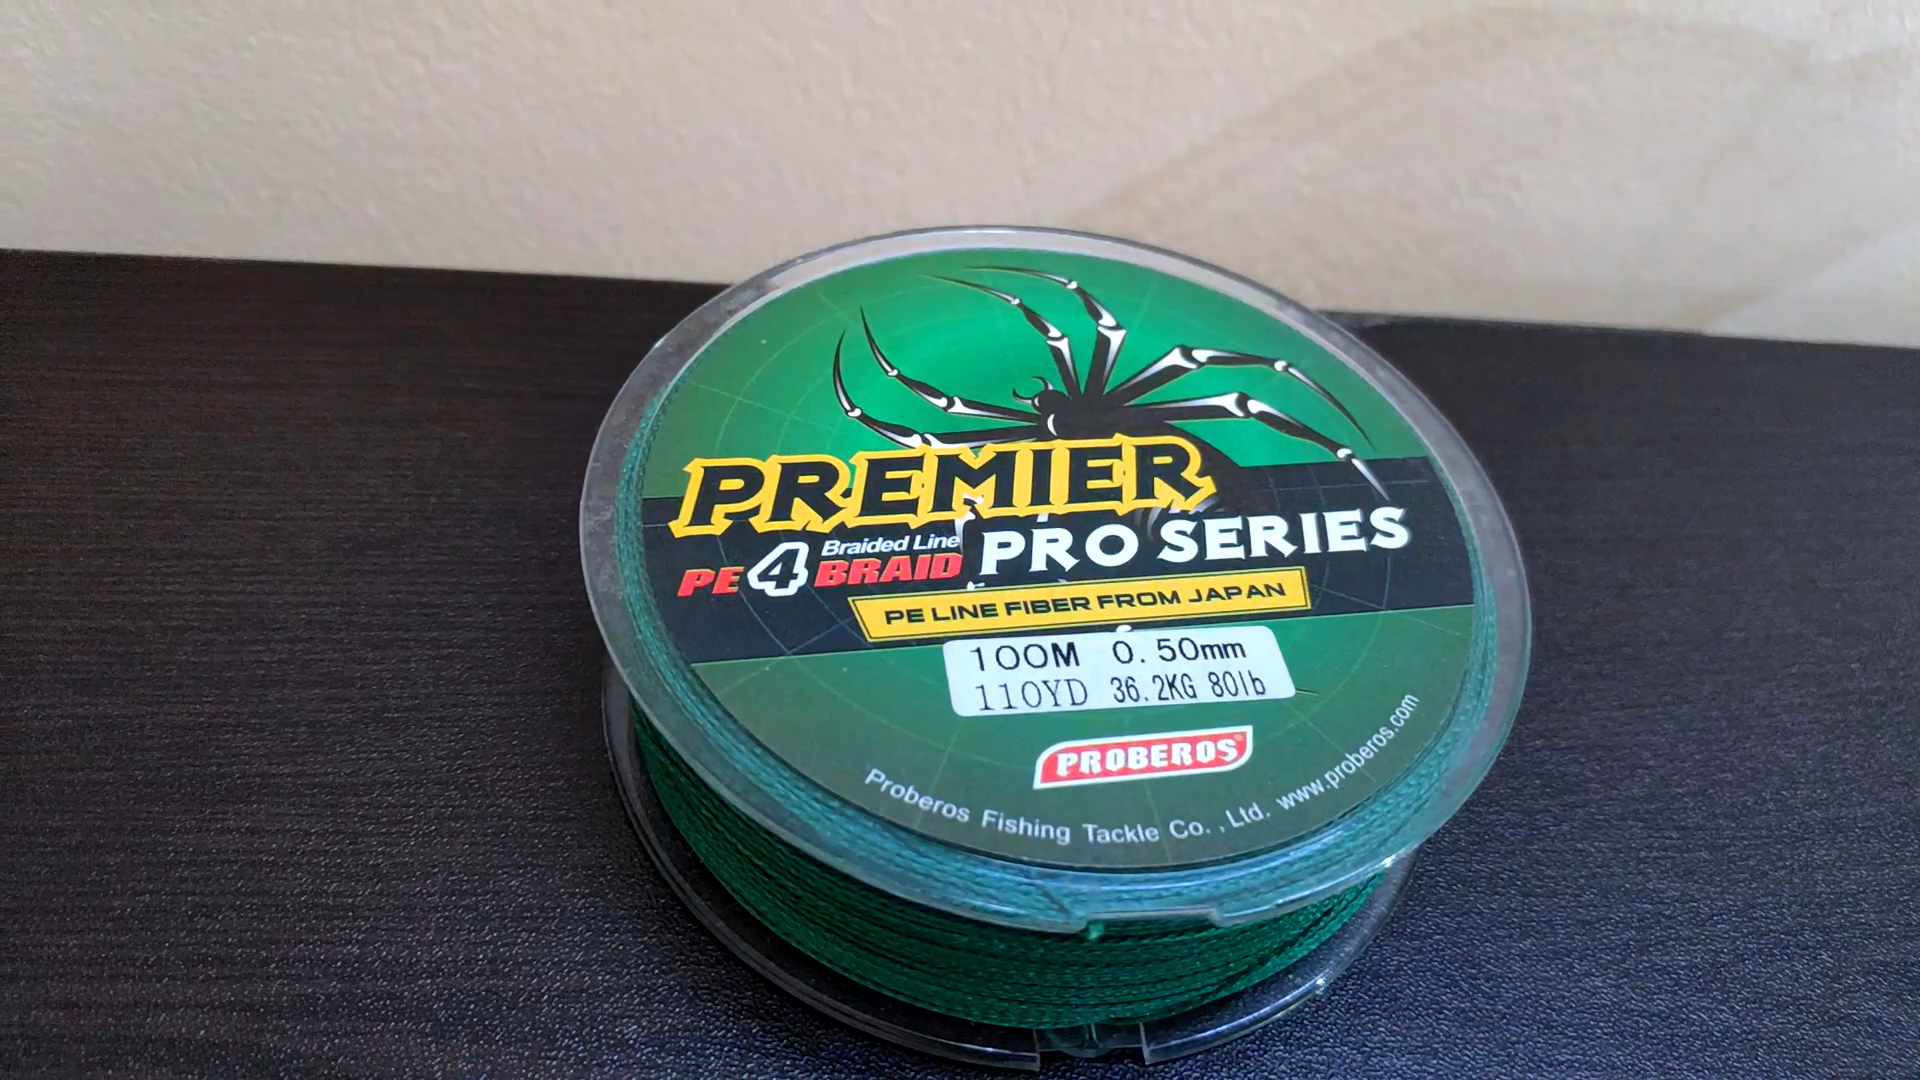 PREMIER
PE 4 Braided Line BRAID PRO SERIES
PE LINE FIBER FROM JAPAN
100M 0.50mm
110YD 36.2KG 80lb
PROBEROS
Proberos Fishing Tackle Co. , Ltd. www.proberos.com